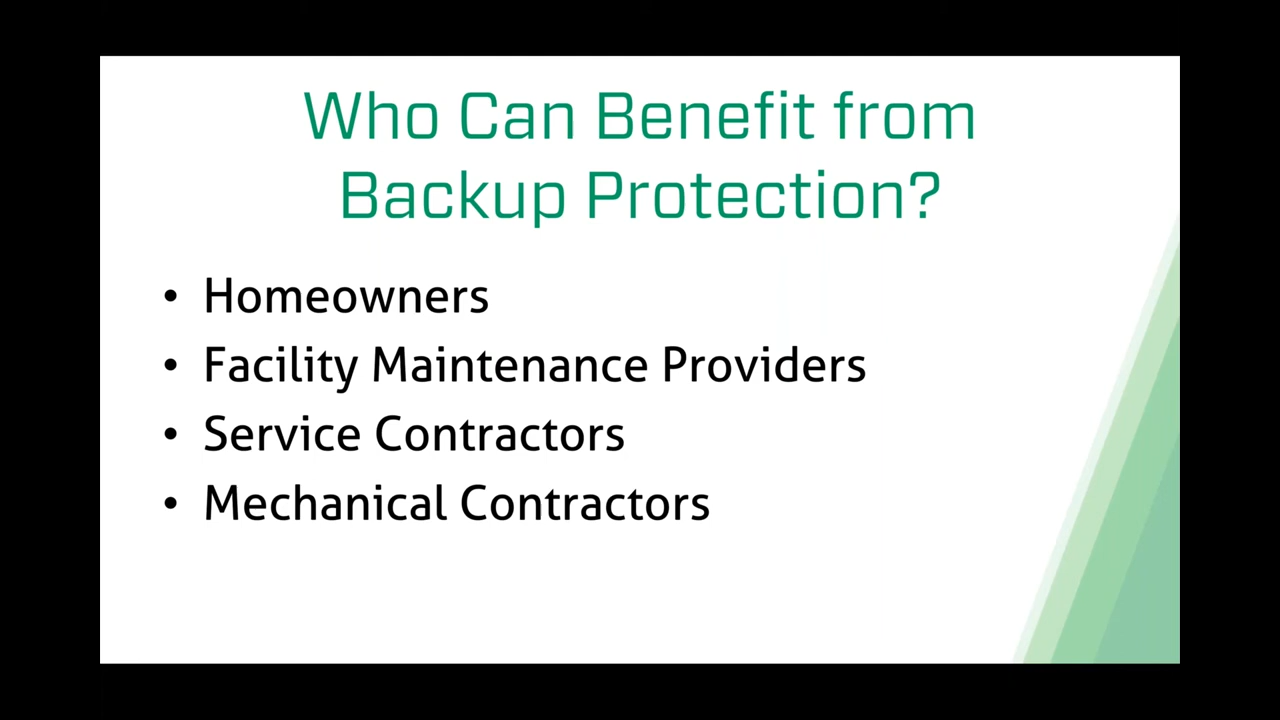 Who Can Benefit from
Backup Protection?
• Homeowners
• Facility Maintenance Providers
• Service Contractors
• Mechanical Contractors